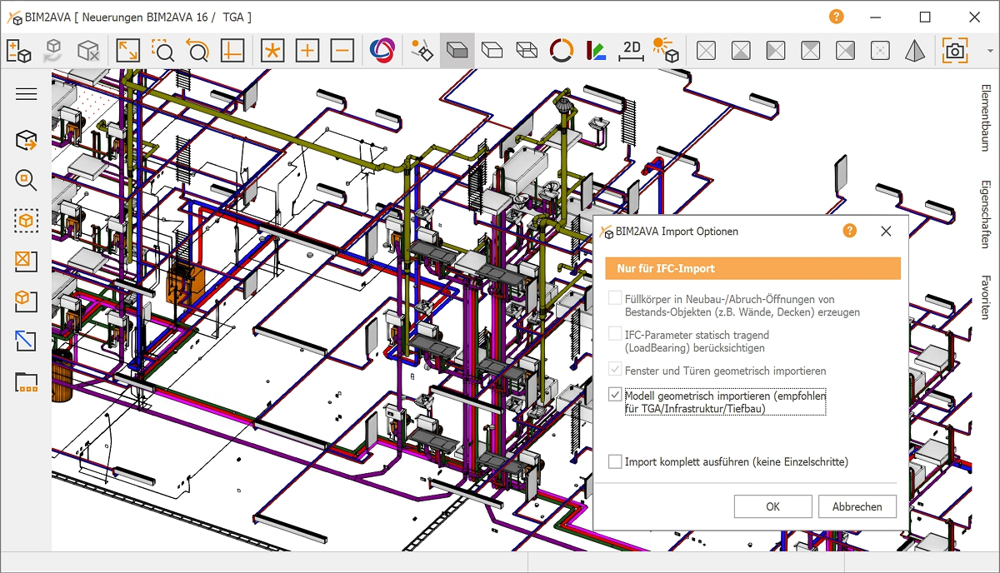 BIM2AVA [ Neuerungen BIM2AVA 16 / TGA ]
?
2D
Elementbaum
Eigenschaften
Favoriten
BIM2AVA Import Optionen
?
Nur für IFC-Import
Füllkörper in Neubau-/Abruch-Öffnungen von
Bestands-Objekten (z.B. Wände, Decken) erzeugen
IFC-Parameter statisch tragend
(LoadBearing) berücksichtigen
Fenster und Türen geometrisch importieren
Modell geometrisch importieren (empfohlen
für TGA/Infrastruktur/Tiefbau)
Import komplett ausführen (keine Einzelschritte)
OK
Abbrechen